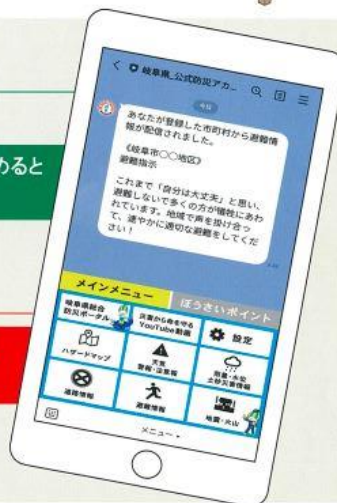 めると
岐阜県_公式防災アカ...
今日
あなたが登録した市町村から避難情
報が配信されました。
《岐阜市〇〇地区》
避難指示
これまで「自分は大丈夫」と思い、
避難しないで多くの方が犠牲にあわ
れています。地域で声を掛け合っ
て、速やかに適切な避難をしてくだ
さい！
メインメニュー
ぼうさいポイント
岐阜県総合
防災ポータル
災害から命を守る
YouTube動画
設定
ハザードマップ
天気
警報・注意報
雨量・水位
土砂災害情報
道路情報
避難情報
地震・火山
メニュー